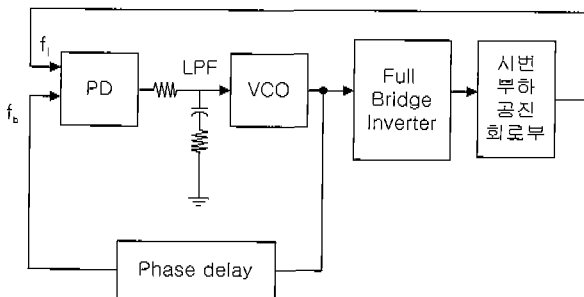 f_i
PD
LPF
VCO
Full
Bridge
Inverter
시변
부하
공진
회로부
f_b
Phase delay